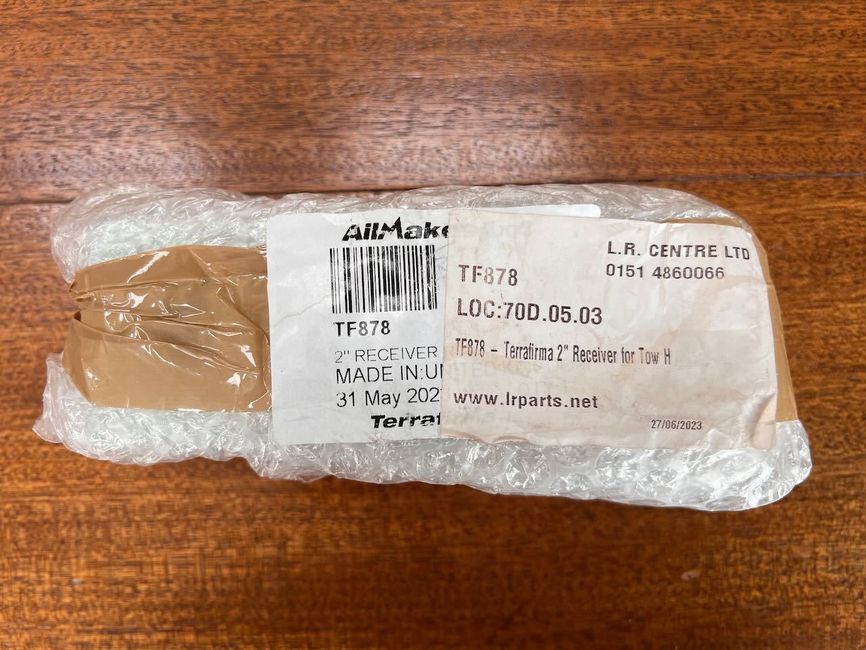 AllMake
TF878
2" RECEIVER
MADE IN:U
31 May 202
Terraf
L.R. CENTRE LTD
0151 4860066
TF878
LOC:70D.05.03
TF878 - Terrafirma 2" Receiver for Tow H
www.lrparts.net
27/06/2023